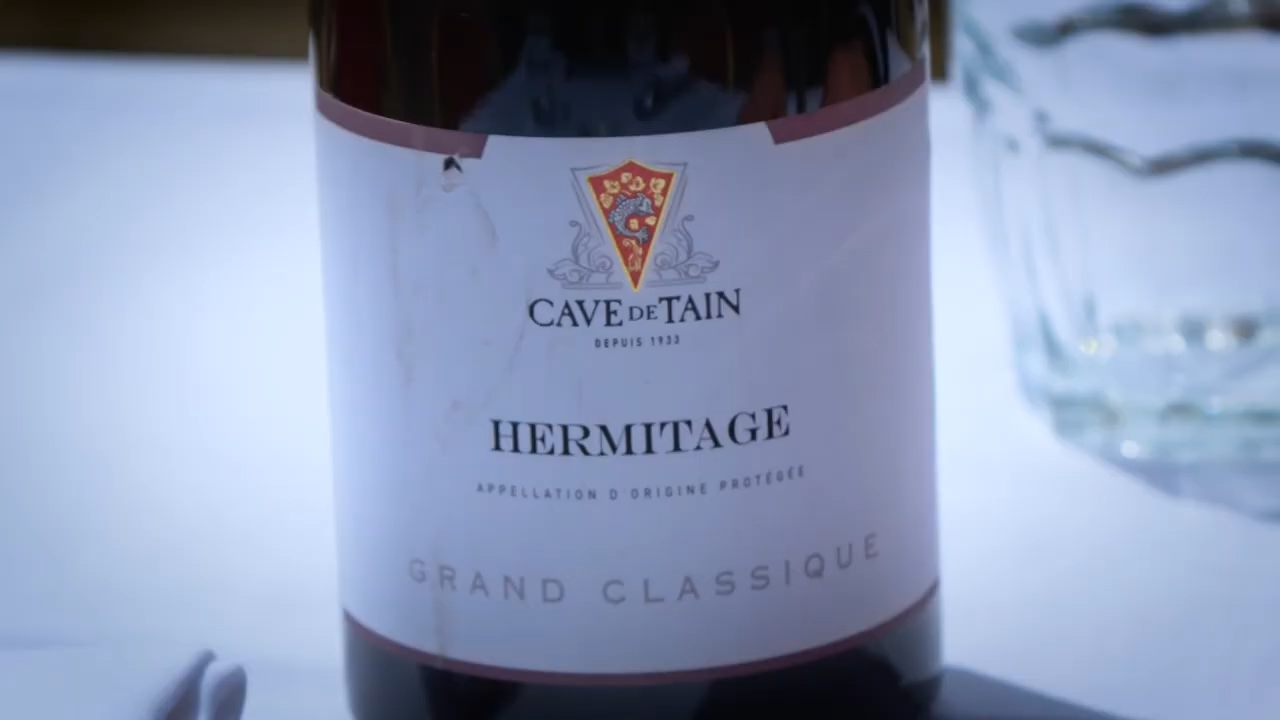 CAVE DE TAIN
DEPUIS 1933
HERMITAGE
APPELLATION D'ORIGINE PROTÉGÉE
GRAND CLASSIQUE